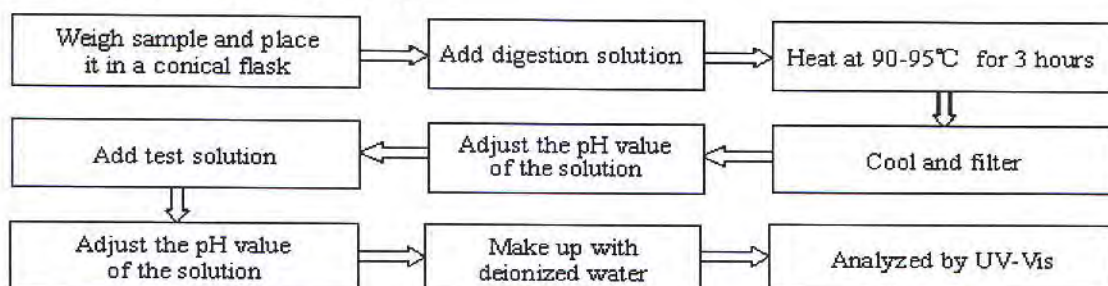 Weigh sample and place
it in a conical flask
Add digestion solution
Heat at 90-95℃ for 3 hours
Cool and filter
Adjust the pH value
of the solution
Add test solution
Adjust the pH value
of the solution
Make up with
deionized water
Analyzed by UV-Vis